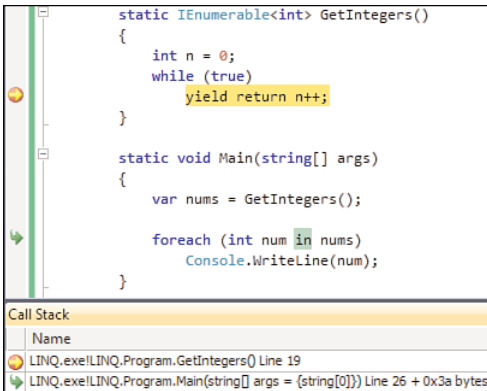 static IEnumerable<int> GetIntegers()
{
int n = 0;
while (true)
yield return n++;
}
static void Main(string[] args)
{
var nums = GetIntegers();
foreach (int num in nums)
Console.WriteLine(num);
}
Call Stack
Name
LINQ.exe!LINQ.Program.GetIntegers() Line 19
LINQ.exe!LINQ.Program.Main(string[] args = {string[0]}) Line 26 + 0x3a bytes